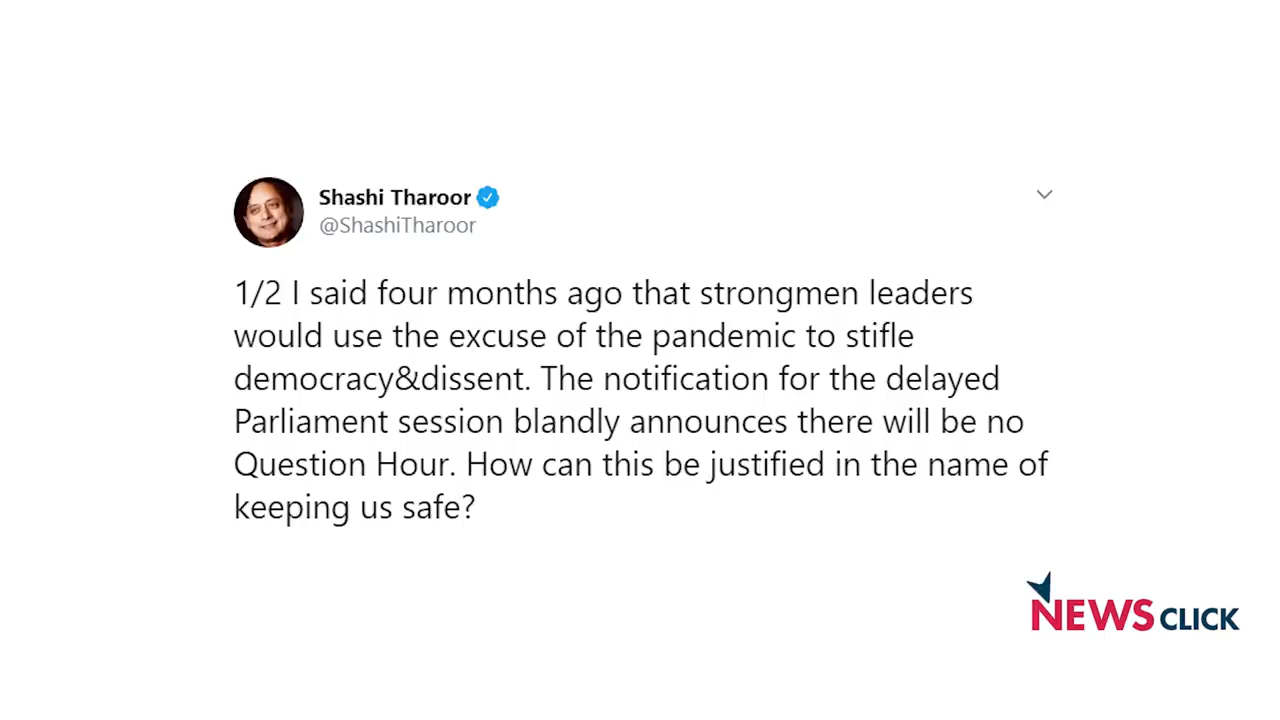 Shashi Tharoor
@ShashiTharoor
1/2 I said four months ago that strongmen leaders
would use the excuse of the pandemic to stifle
democracy&dissent. The notification for the delayed
Parliament session blandly announces there will be no
Question Hour. How can this be justified in the name of
keeping us safe?
NEWSCLICK